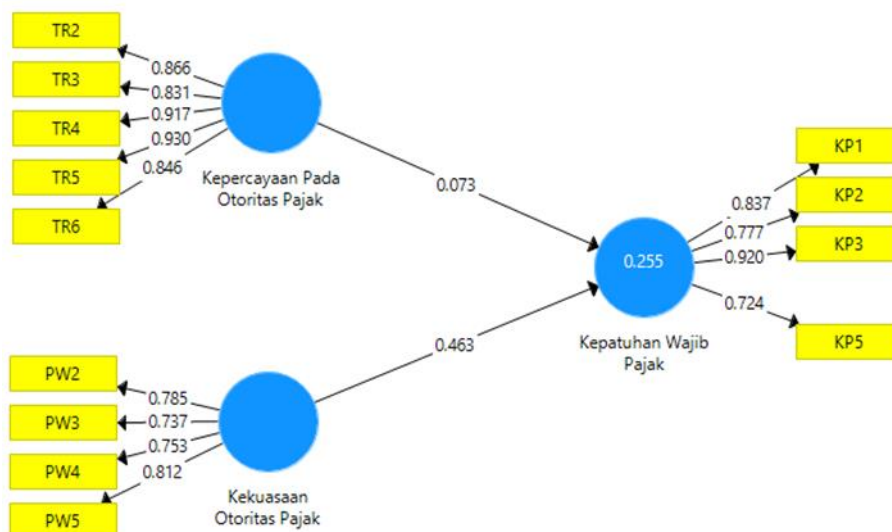 TR2
TR3
TR4
TR5
TR6
0.866
0.831
0.917
0.930
0.846
Kepercayaan Pada
Otoritas Pajak
0.073
KP1
KP2
KP3
KP5
0.837
0.777
0.920
0.724
0.255
Kepatuhan Wajib
Pajak
0.463
PW2
PW3
PW4
PW5
0.785
0.737
0.753
0.812
Kekuasaan
Otoritas Pajak